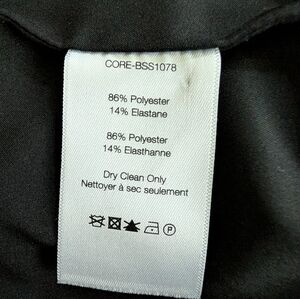 CORE-BSS1078
86% Polyester
14% Elastane
86% Polyester
14% Elasthanne
Dry Clean Only
Nettoyer à sec seulement
P